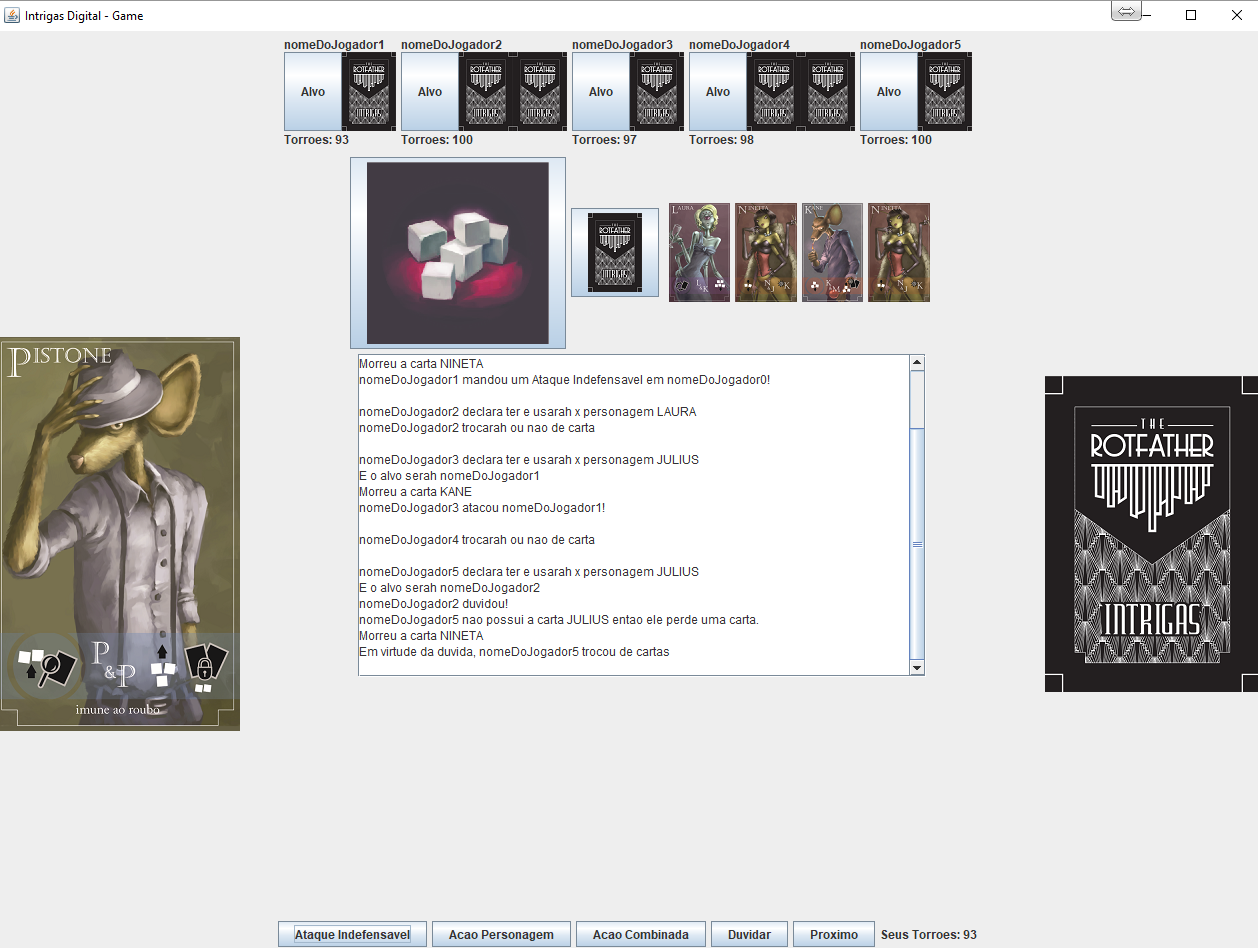 Intrigas Digital - Game
nomeDoJogador1 nomeDoJogador2 nomeDoJogador3 nomeDoJogador4 nomeDoJogador5
Alvo THE ROTFATHER INTRIGAS Alvo THE ROTFATHER INTRIGAS THE ROTFATHER INTRIGAS Alvo THE ROTFATHER INTRIGAS Alvo THE ROTFATHER INTRIGAS THE ROTFATHER INTRIGAS Alvo THE ROTFATHER INTRIGAS
Torroes: 93 Torroes: 100 Torroes: 97 Torroes: 98 Torroes: 100
THE ROTFATHER INTRIGAS
LAURA NINETTA KANE NINETTA
PISTONE
P&P
imune ao roubo
Morreu a carta NINETA
nomeDoJogador1 mandou um Ataque Indefensavel em nomeDoJogador0!
nomeDoJogador2 declara ter e usarah x personagem LAURA
nomeDoJogador2 trocarah ou nao de carta
nomeDoJogador3 declara ter e usarah x personagem JULIUS
E o alvo serah nomeDoJogador1
Morreu a carta KANE
nomeDoJogador3 atacou nomeDoJogador1!
nomeDoJogador4 trocarah ou nao de carta
nomeDoJogador5 declara ter e usarah x personagem JULIUS
E o alvo serah nomeDoJogador2
nomeDoJogador2 duvidou!
nomeDoJogador5 nao possui a carta JULIUS entao ele perde uma carta.
Morreu a carta NINETA
Em virtude da duvida, nomeDoJogador5 trocou de cartas
THE
ROTFATHER
INTRIGAS
Ataque Indefensavel Acao Personagem Acao Combinada Duvidar Proximo Seus Torroes: 93